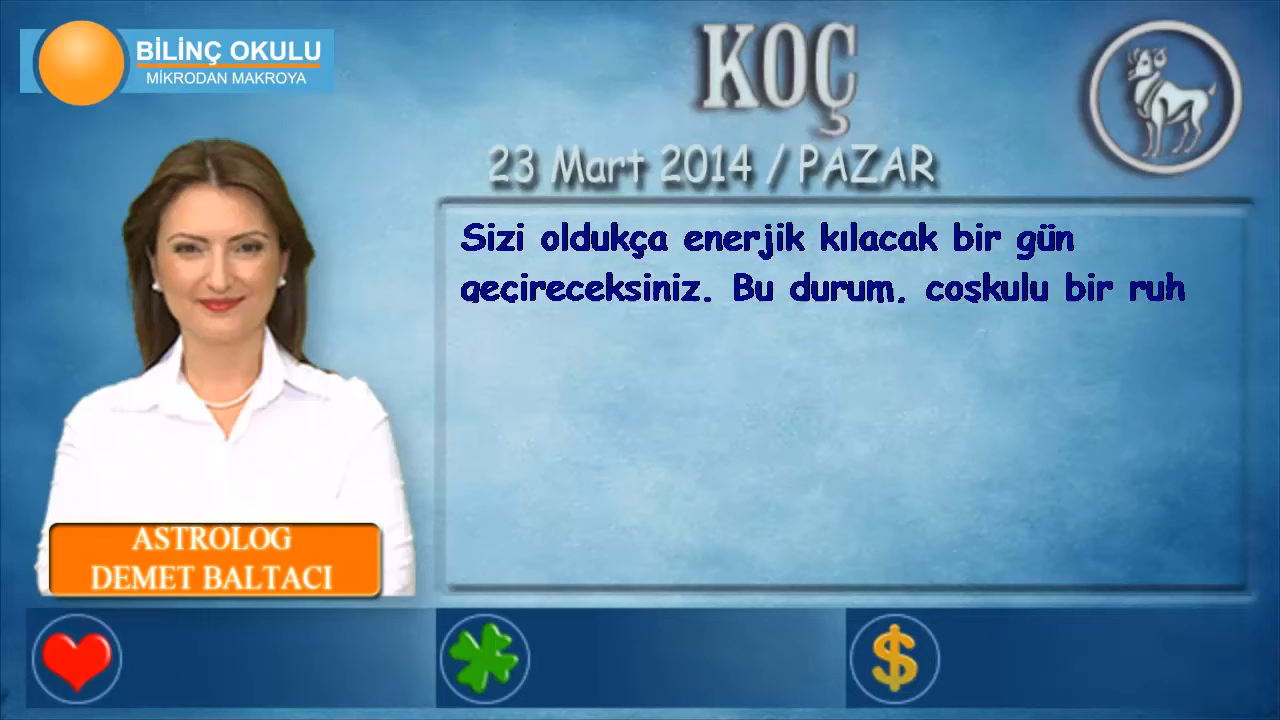 BİLİNÇ OKULU
MİKRODAN MAKROYA
KOÇ
23 Mart 2014 / PAZAR
Sizi oldukça enerjik kılacak bir gün
geçireceksiniz. Bu durum, coşkulu bir ruh
ASTROLOG
DEMET BALTACI